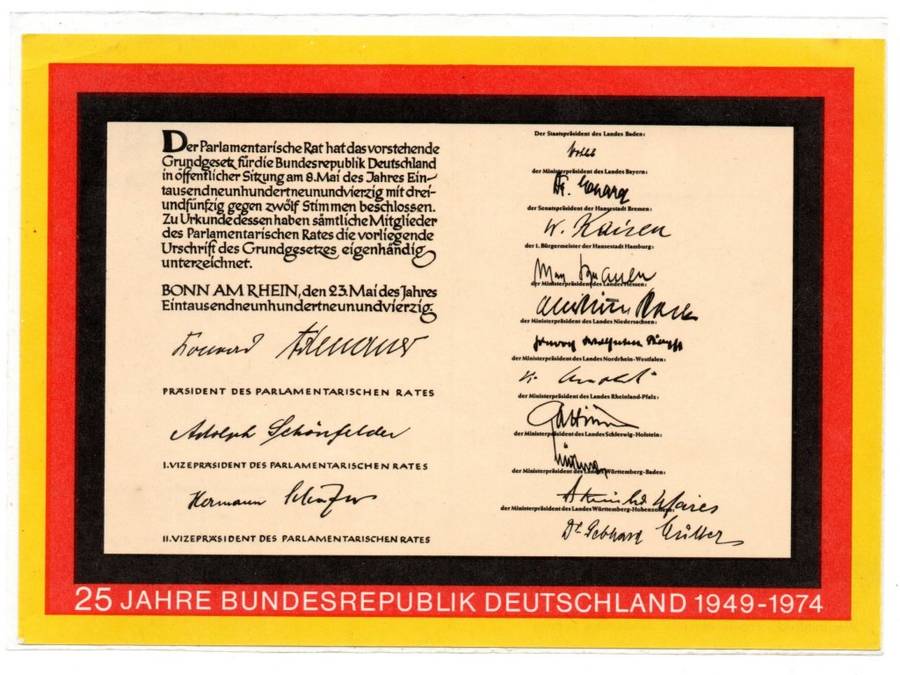 Der Parlamentarische Rat hat das vorstehende
Grundgesetz für die Bundesrepublik Deutschland
in öffentlicher Sitzung am 8. Mai des Jahres Ein-
tausendneunhundertneunundvierzig mit drei-
undfünfzig gegen zwölf Stimmen beschlossen.
Zu Urkunde dessen haben sämtliche Mitglieder
des Parlamentarischen Rates die vorliegende
Urschrift des Grundgesetzes eigenhändig
unterzeichnet.
BONN AM RHEIN, den 23. Mai des Jahres
Eintausendneunhundertneunundvierzig:
Konrad Adenauer
PRÄSIDENT DES PARLAMENTARISCHEN RATES
Adolph Schönfelder
I. VIZEPRÄSIDENT DES PARLAMENTARISCHEN RATES
Hermann Schäfer
II. VIZEPRÄSIDENT DES PARLAMENTARISCHEN RATES
Der Staatspräsident des Landes Baden:
der Ministerpräsident des Landes Bayern:
der Senatspräsident der Hansestadt Bremen:
W. Kaisen
der 1. Bürgermeister der Hansestadt Hamburg:
Max Brauer
der Ministerpräsident des Landes Hessen:
der Ministerpräsident des Landes Niedersachsen:
der Ministerpräsident des Landes Nordrhein-Westfalen:
der Ministerpräsident des Landes Rheinland-Pfalz:
der Ministerpräsident des Landes Schleswig-Holstein:
der Ministerpräsident des Landes Württemberg-Baden:
der Ministerpräsident des Landes Württemberg-Hohenzollern:
Dr. Gebhard Müller
25 JAHRE BUNDESREPUBLIK DEUTSCHLAND 1949-1974